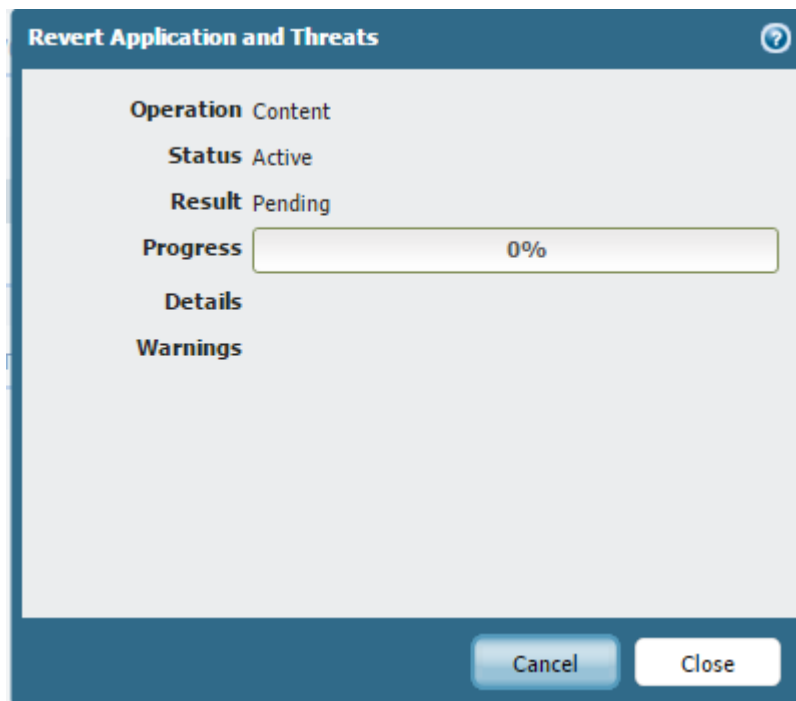 Revert Application and Threats
Operation Content
Status Active
Result Pending
Progress 0%
Details
Warnings
Cancel Close